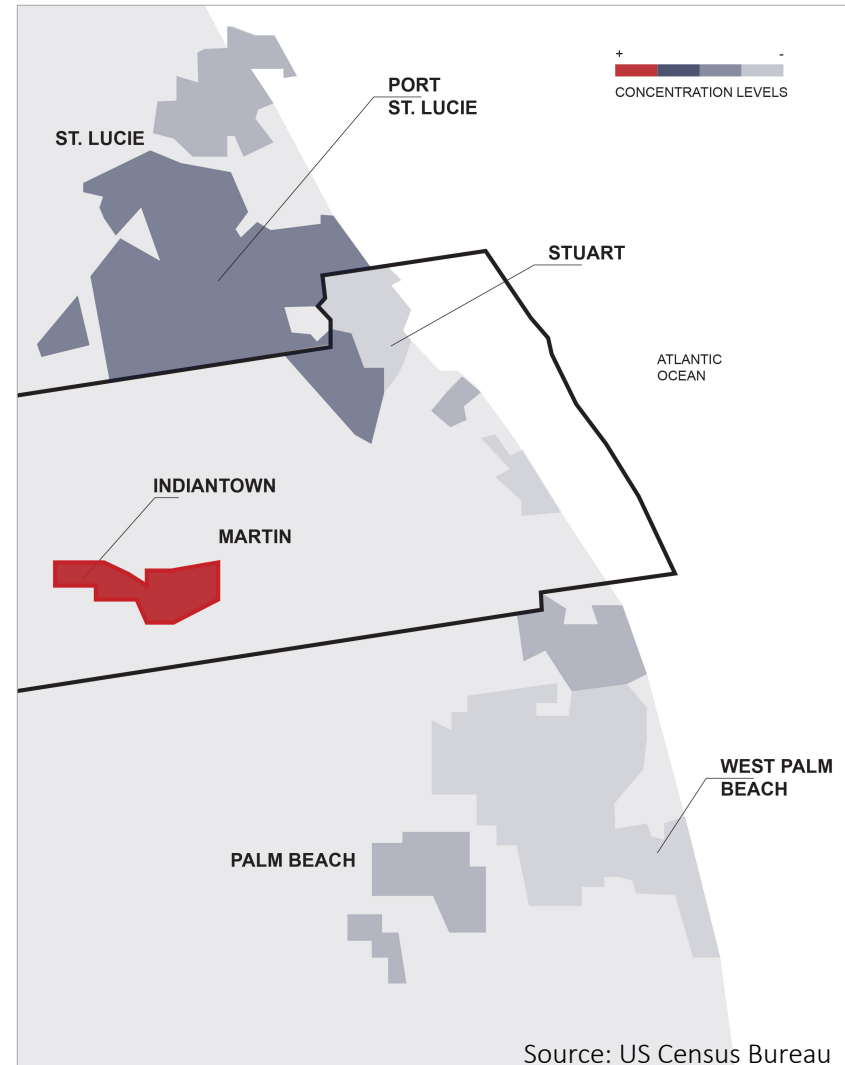 + -
CONCENTRATION LEVELS
PORT
ST. LUCIE
ST. LUCIE
STUART
ATLANTIC
OCEAN
INDIANTOWN
MARTIN
WEST PALM
BEACH
PALM BEACH
Source: US Census Bureau